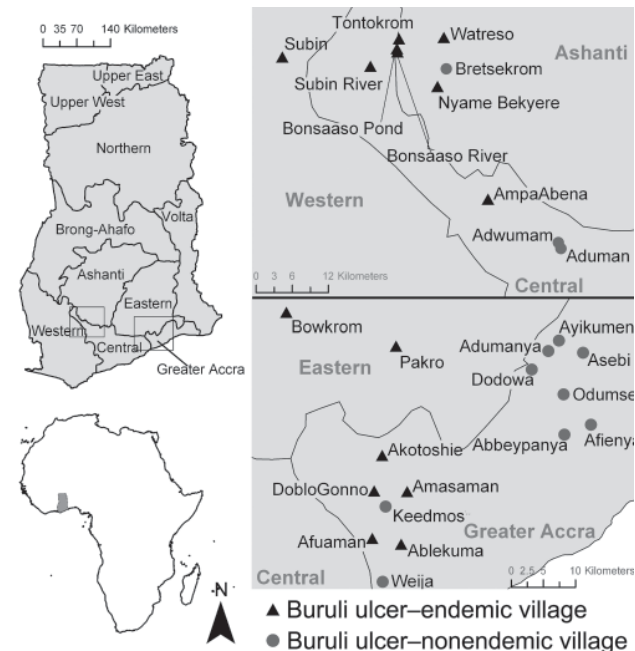 0 35 70 140 Kilometers
Upper East
Upper West
Northern
Brong-Ahafo
Volta
Ashanti
Eastern
Western
Central
Greater Accra
N
Tontokrom
Watreso
Subin
Ashanti
Bretsekrom
Subin River
Nyame Bekyere
Bonsaaso Pond
Bonsaaso River
Western
AmpaAbena
Adwumam
Aduman
0 3 6 12 Kilometers
Central
Bowkrom
Ayikumen
Adumanya
Asebi
Eastern
Pakro
Dodowa
Odumse
Akotoshie
Abbeypanya
Afienya
DobloGonno
Amasaman
Keedmos
Greater Accra
Afuaman
Ablekuma
0 2.5 5 10 Kilometers
Central
Weija
Buruli ulcer–endemic village
Buruli ulcer–nonendemic village